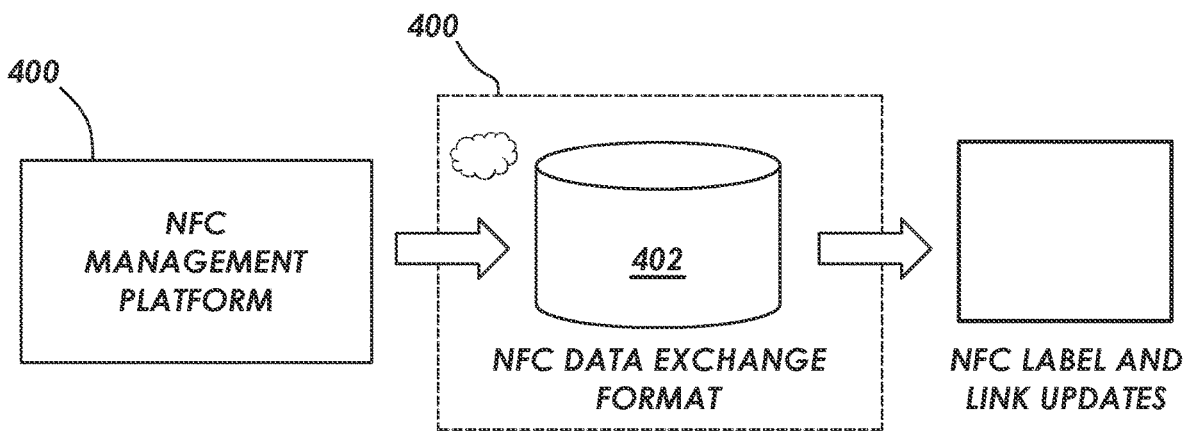 400
400
NFC
MANAGEMENT
PLATFORM
402
NFC DATA EXCHANGE
FORMAT
NFC LABEL AND
LINK UPDATES